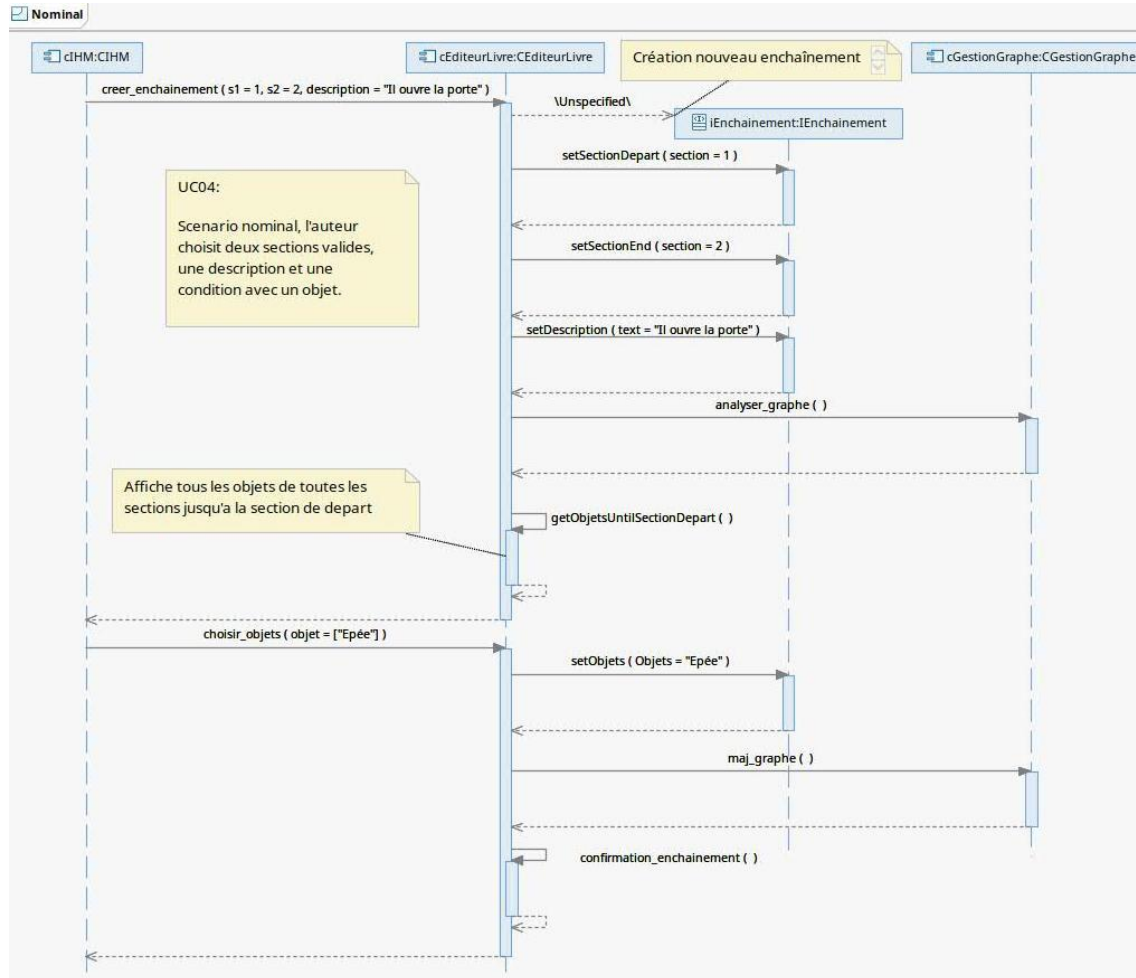 Nominal
cIHM:CIHM
cEditeurLivre:CEditeurLivre
Création nouveau enchaînement
cGestionGraphe:CGestionGraphe
creer_enchainement ( s1 = 1, s2 = 2, description = "Il ouvre la porte" )
\Unspecified\
iEnchainement:IEnchainement
setSectionDepart ( section = 1 )
UC04:
Scenario nominal, l'auteur
choisit deux sections valides,
une description et une
condition avec un objet.
setSectionEnd ( section = 2 )
setDescription ( text = "Il ouvre la porte" )
analyser_graphe ( )
Affiche tous les objets de toutes les
sections jusqu'a la section de depart
getObjetsUntilSectionDepart ( )
choisir_objets ( objet = ["Epée"] )
setObjets ( Objets = "Epée" )
maj_graphe ( )
confirmation_enchainement ( )